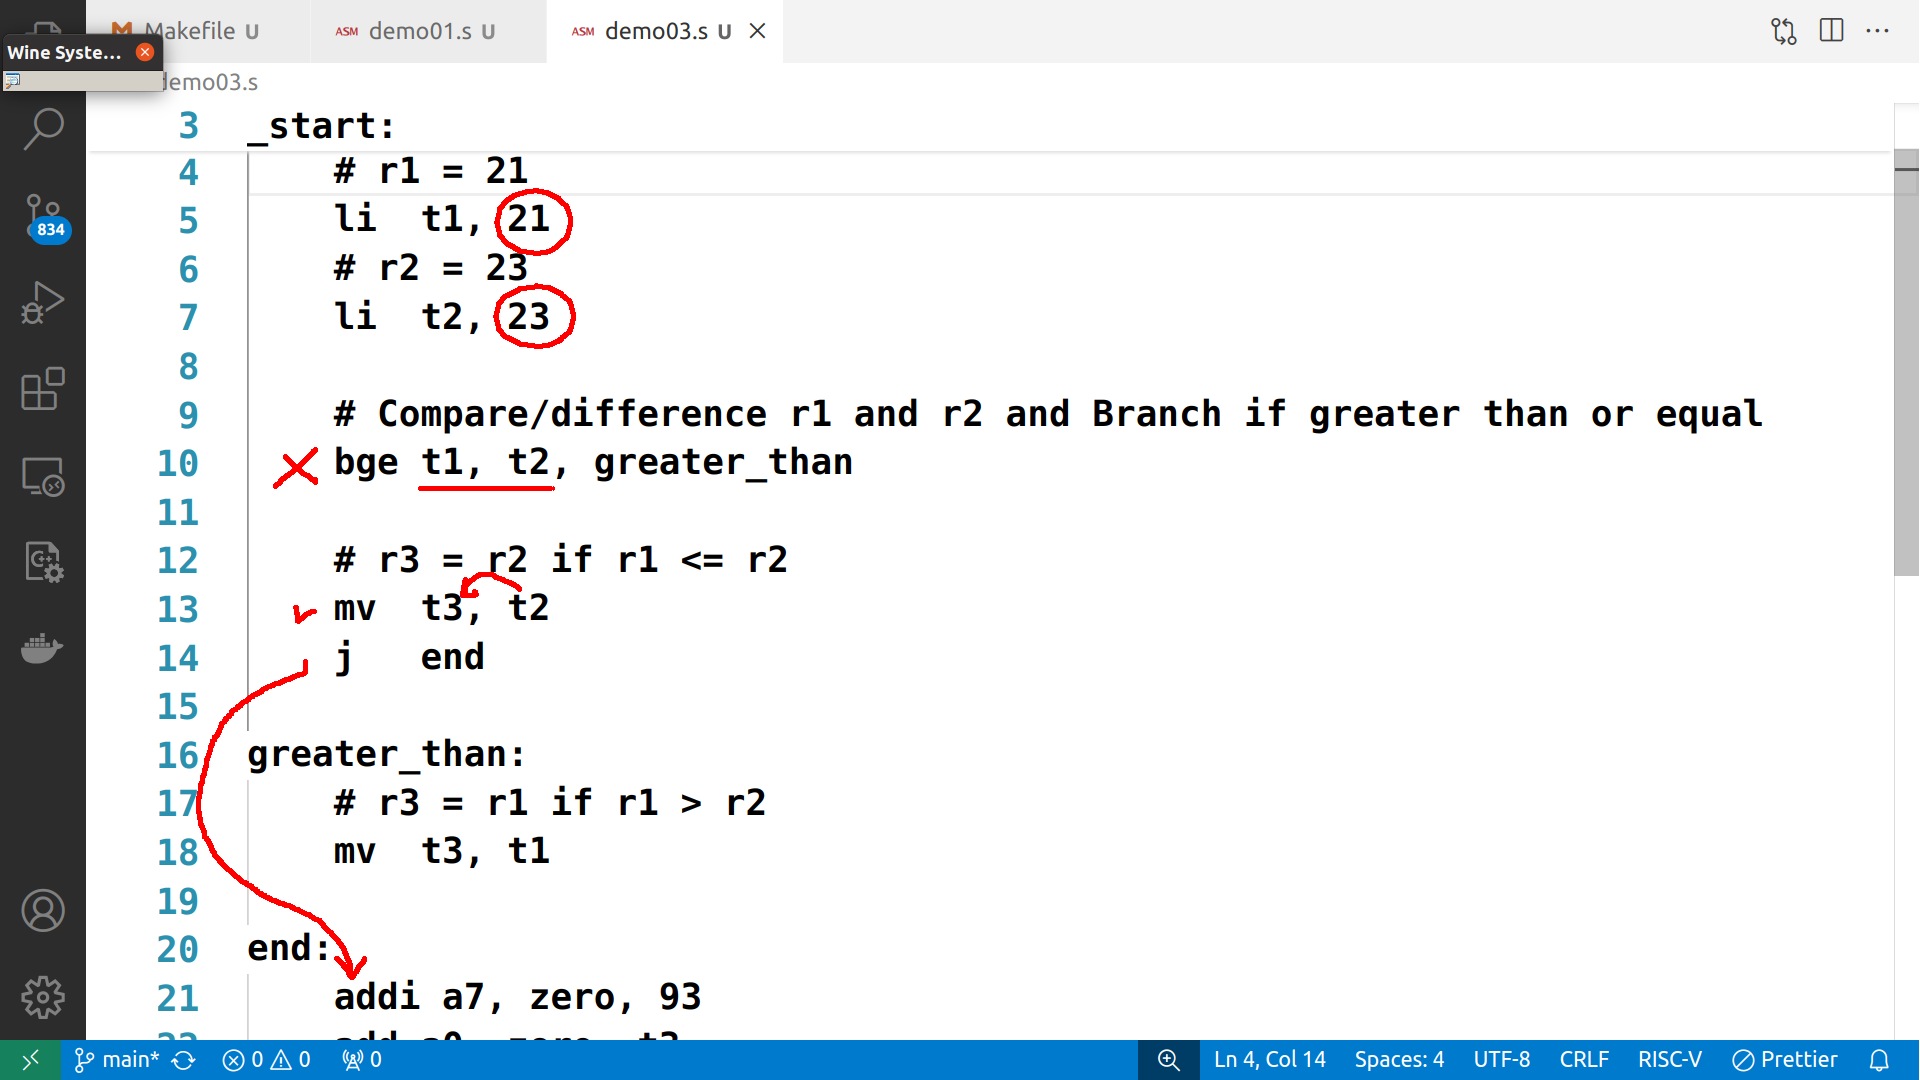 Makefile U
ASM demo01.s U
ASM demo03.s U
Wine Syste...
demo03.s
3 _start:
4 # r1 = 21
5 li t1, 21
6 # r2 = 23
7 li t2, 23
8
9 # Compare/difference r1 and r2 and Branch if greater than or equal
10 bge t1, t2, greater_than
11
12 # r3 = r2 if r1 <= r2
13 mv t3, t2
14 j end
15
16 greater_than:
17 # r3 = r1 if r1 > r2
18 mv t3, t1
19
20 end:
21 addi a7, zero, 93
834
main* 0 0 0 Ln 4, Col 14 Spaces: 4 UTF-8 CRLF RISC-V Prettier